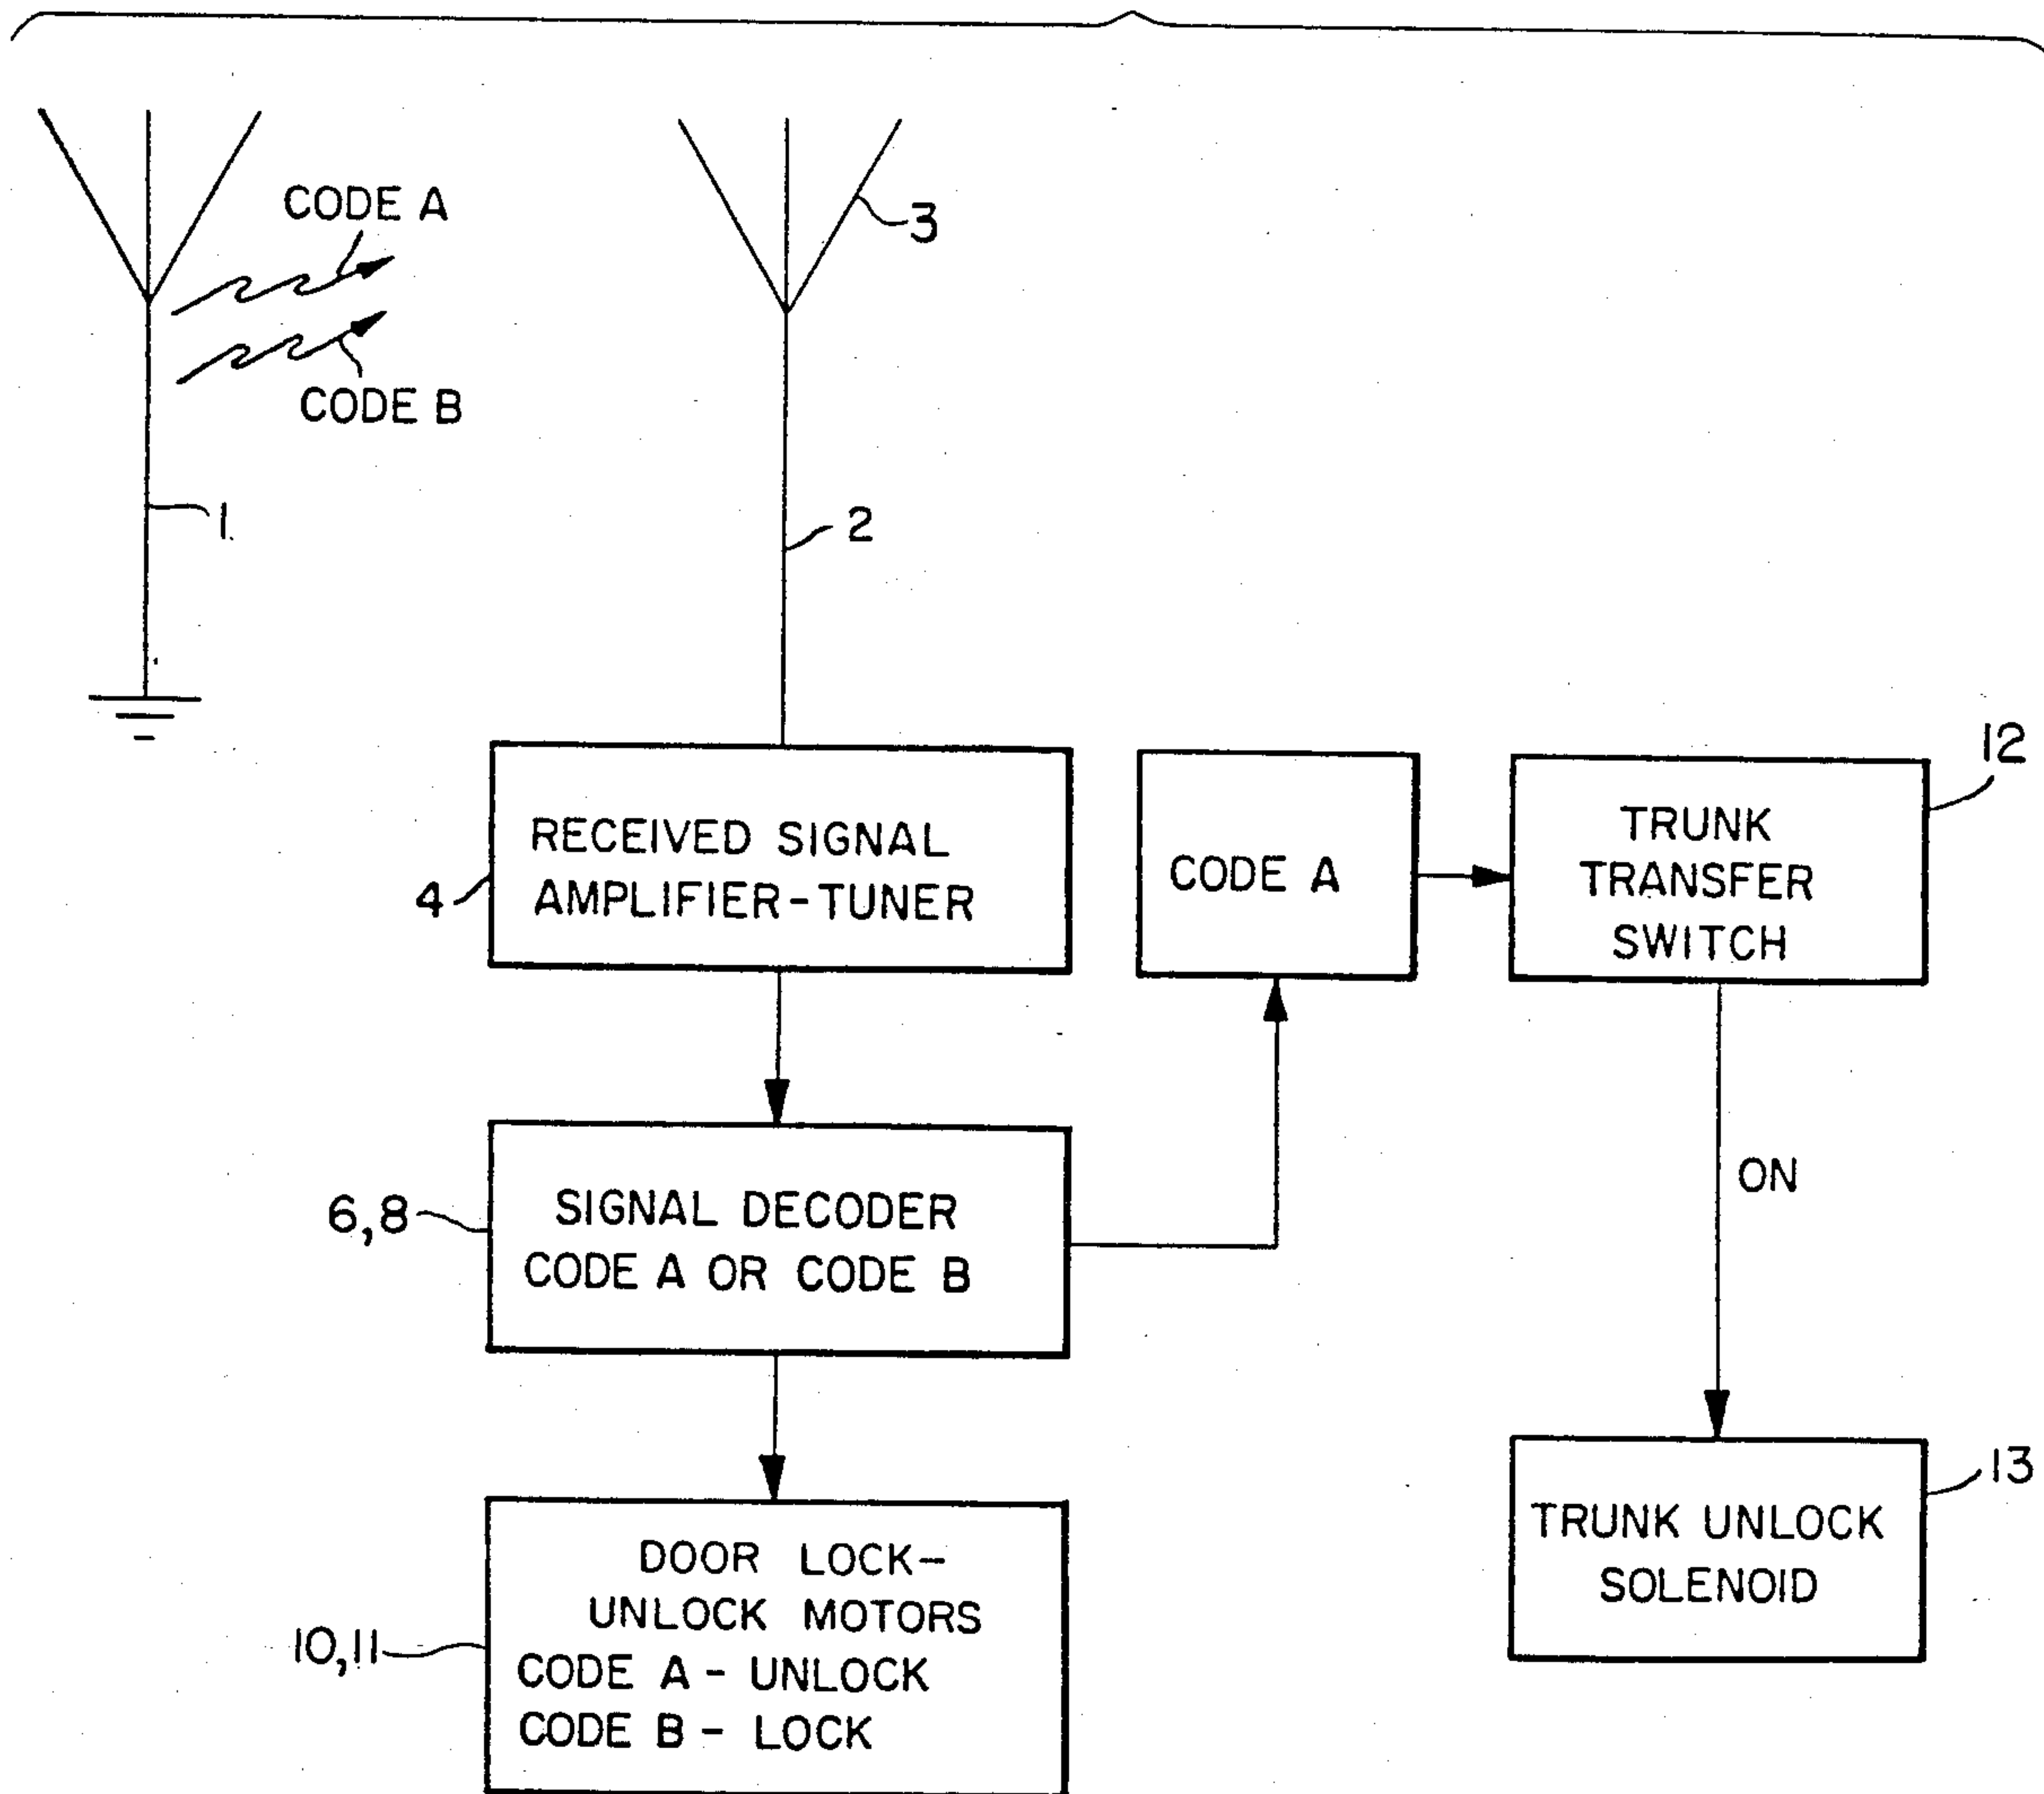 CODE A
3
CODE B
1
2
12
RECEIVED SIGNAL
AMPLIFIER-TUNER
4
CODE A
TRUNK
TRANSFER
SWITCH
6,8
SIGNAL DECODER
CODE A OR CODE B
ON
13
TRUNK UNLOCK
SOLENOID
10,11
DOOR LOCK-
UNLOCK MOTORS
CODE A - UNLOCK
CODE B - LOCK